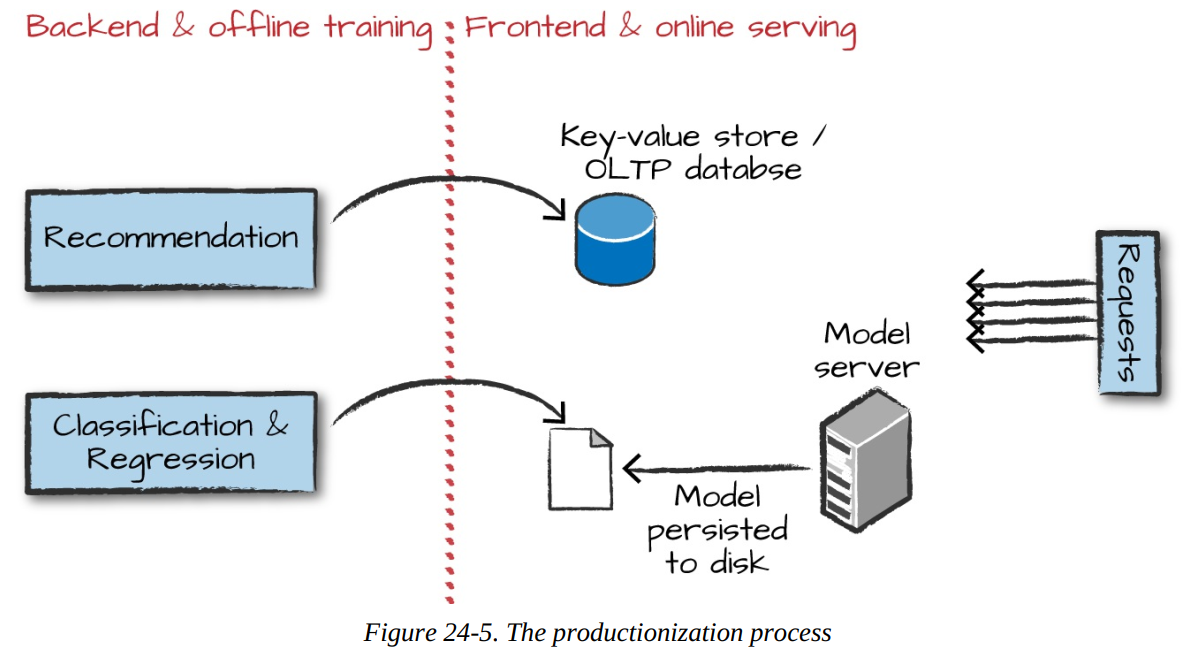 Backend & offline training
Frontend & online serving
Key-value store /
OLTP databse
Recommendation
Requests
Model
server
Classification &
Regression
Model
persisted
to disk
Figure 24-5. The productionization process